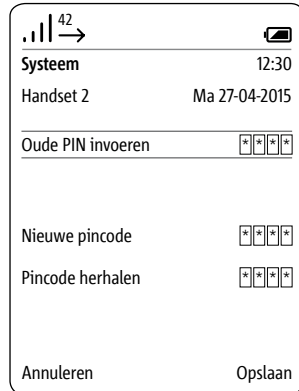 42
Systeem 12:30
Handset 2 Ma 27-04-2015
Oude PIN invoeren ****
Nieuwe pincode ****
Pincode herhalen ****
Annuleren Opslaan